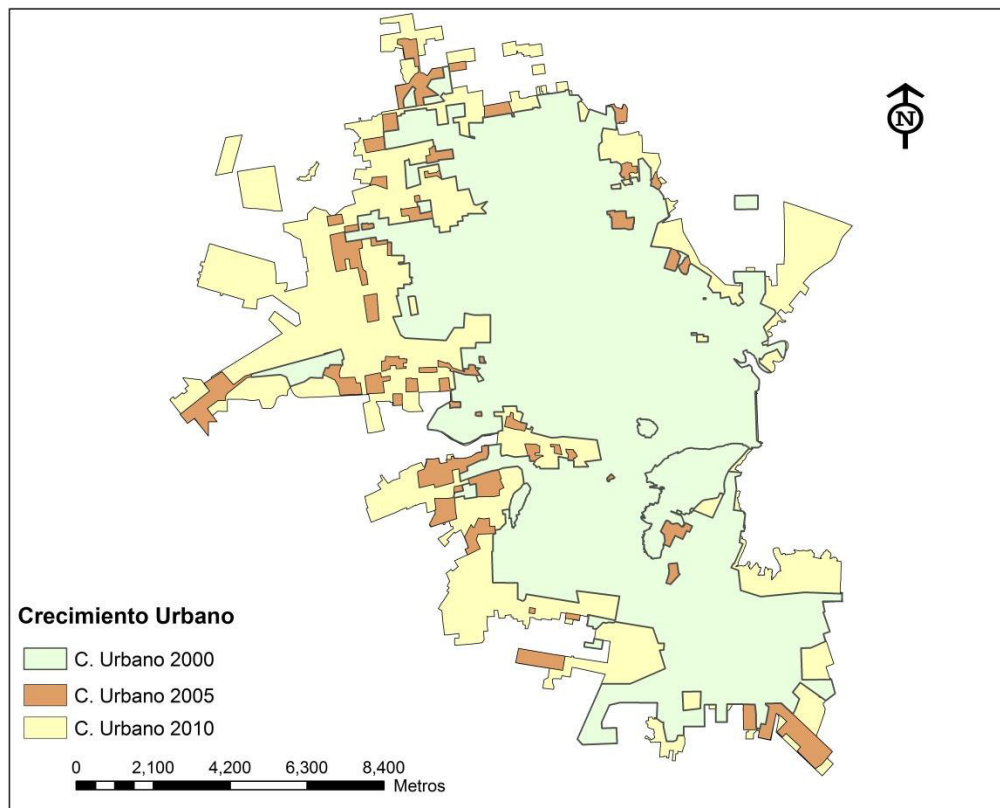 N
Crecimiento Urbano
C. Urbano 2000
C. Urbano 2005
C. Urbano 2010
0 2,100 4,200 6,300 8,400
Metros